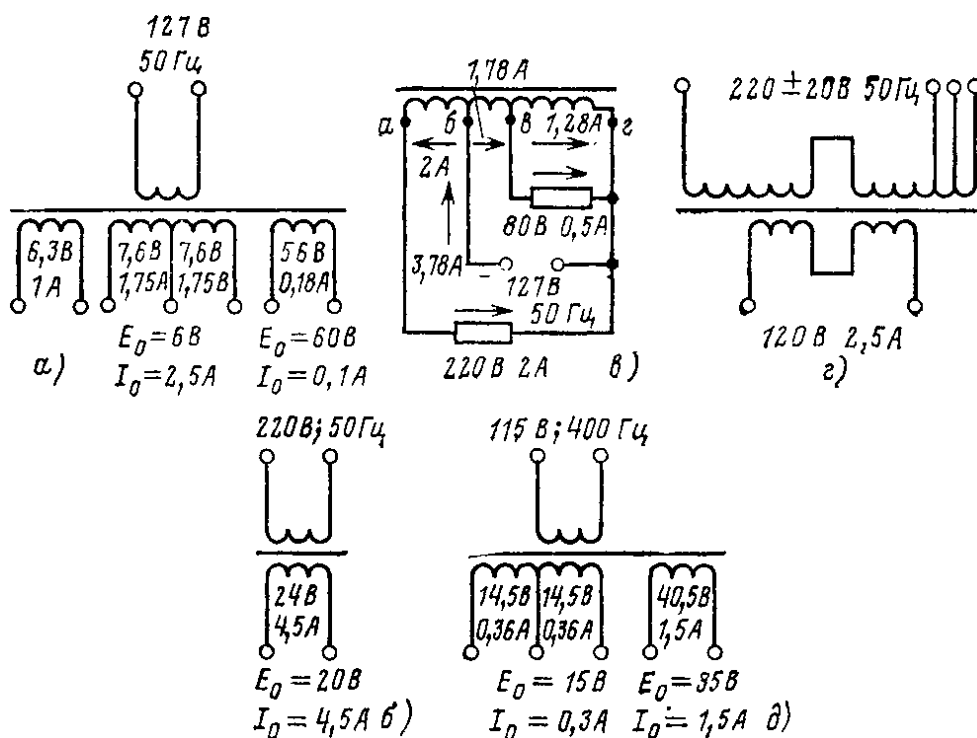 127 В
50 Гц
6,3В
1А
7,6В
1,75А
7,6В
1,75В
56В
0,18А
E₀=6В
I₀=2,5А
E₀=60В
I₀=0,1А
а)
1,78А
а
б
в
1,28А
г
2А
80В 0,5А
3,78А
127В
50 Гц
220В 2А
в)
220 ±20В 50Гц
120В 2,5А
г)
220В; 50Гц
24В
4,5А
E₀=20В
I₀=4,5А б)
115 В; 400 Гц
14,5В
0,36А
14,5В
0,36А
40,5В
1,5А
E₀=15В
I₀=0,3А
E₀=35В
I₀=1,5А д)